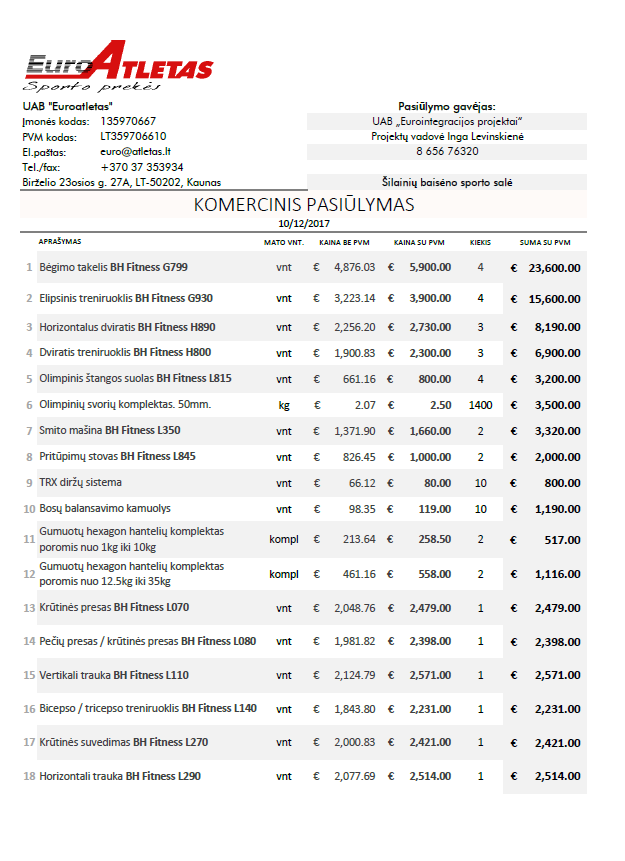 EuroATLETAS
Sporto prekės
UAB "Euroatletas"
Įmonės kodas: 135970667
PVM kodas: LT359706610
El.paštas: euro@atletas.lt
Tel./fax: +370 37 353934
Birželio 23osios g. 27A, LT-50202, Kaunas
Pasiūlymo gavėjas:
UAB „Eurointegracijos projektai“
Projektų vadovė Inga Levinskienė
8 656 76320
Šilainių baisėno sporto salė
KOMERCINIS PASIŪLYMAS
10/12/2017
APRAŠYMAS MATO VNT. KAINA BE PVM KAINA SU PVM KIEKIS SUMA SU PVM
1 Bėgimo takelis BH Fitness G799 vnt € 4,876.03 € 5,900.00 4 € 23,600.00
2 Elipsinis treniruoklis BH Fitness G930 vnt € 3,223.14 € 3,900.00 4 € 15,600.00
3 Horizontalus dviratis BH Fitness H890 vnt € 2,256.20 € 2,730.00 3 € 8,190.00
4 Dviratis treniruoklis BH Fitness H800 vnt € 1,900.83 € 2,300.00 3 € 6,900.00
5 Olimpinis štangos suolas BH Fitness L815 vnt € 661.16 € 800.00 4 € 3,200.00
6 Olimpinių svorių komplektas. 50mm. kg € 2.07 € 2.50 1400 € 3,500.00
7 Smito mašina BH Fitness L350 vnt € 1,371.90 € 1,660.00 2 € 3,320.00
8 Pritūpimų stovas BH Fitness L845 vnt € 826.45 € 1,000.00 2 € 2,000.00
9 TRX diržų sistema vnt € 66.12 € 80.00 10 € 800.00
10 Bosų balansavimo kamuolys vnt € 98.35 € 119.00 10 € 1,190.00
11 Gumuotų hexagon hantelių komplektas
poromis nuo 1kg iki 10kg kompl € 213.64 € 258.50 2 € 517.00
12 Gumuotų hexagon hantelių komplektas
poromis nuo 12.5kg iki 35kg kompl € 461.16 € 558.00 2 € 1,116.00
13 Krūtinės presas BH Fitness L070 vnt € 2,048.76 € 2,479.00 1 € 2,479.00
14 Pečių presas / krūtinės presas BH Fitness L080 vnt € 1,981.82 € 2,398.00 1 € 2,398.00
15 Vertikali trauka BH Fitness L110 vnt € 2,124.79 € 2,571.00 1 € 2,571.00
16 Bicepso / tricepso treniruoklis BH Fitness L140 vnt € 1,843.80 € 2,231.00 1 € 2,231.00
17 Krūtinės suvedimas BH Fitness L270 vnt € 2,000.83 € 2,421.00 1 € 2,421.00
18 Horizontali trauka BH Fitness L290 vnt € 2,077.69 € 2,514.00 1 € 2,514.00